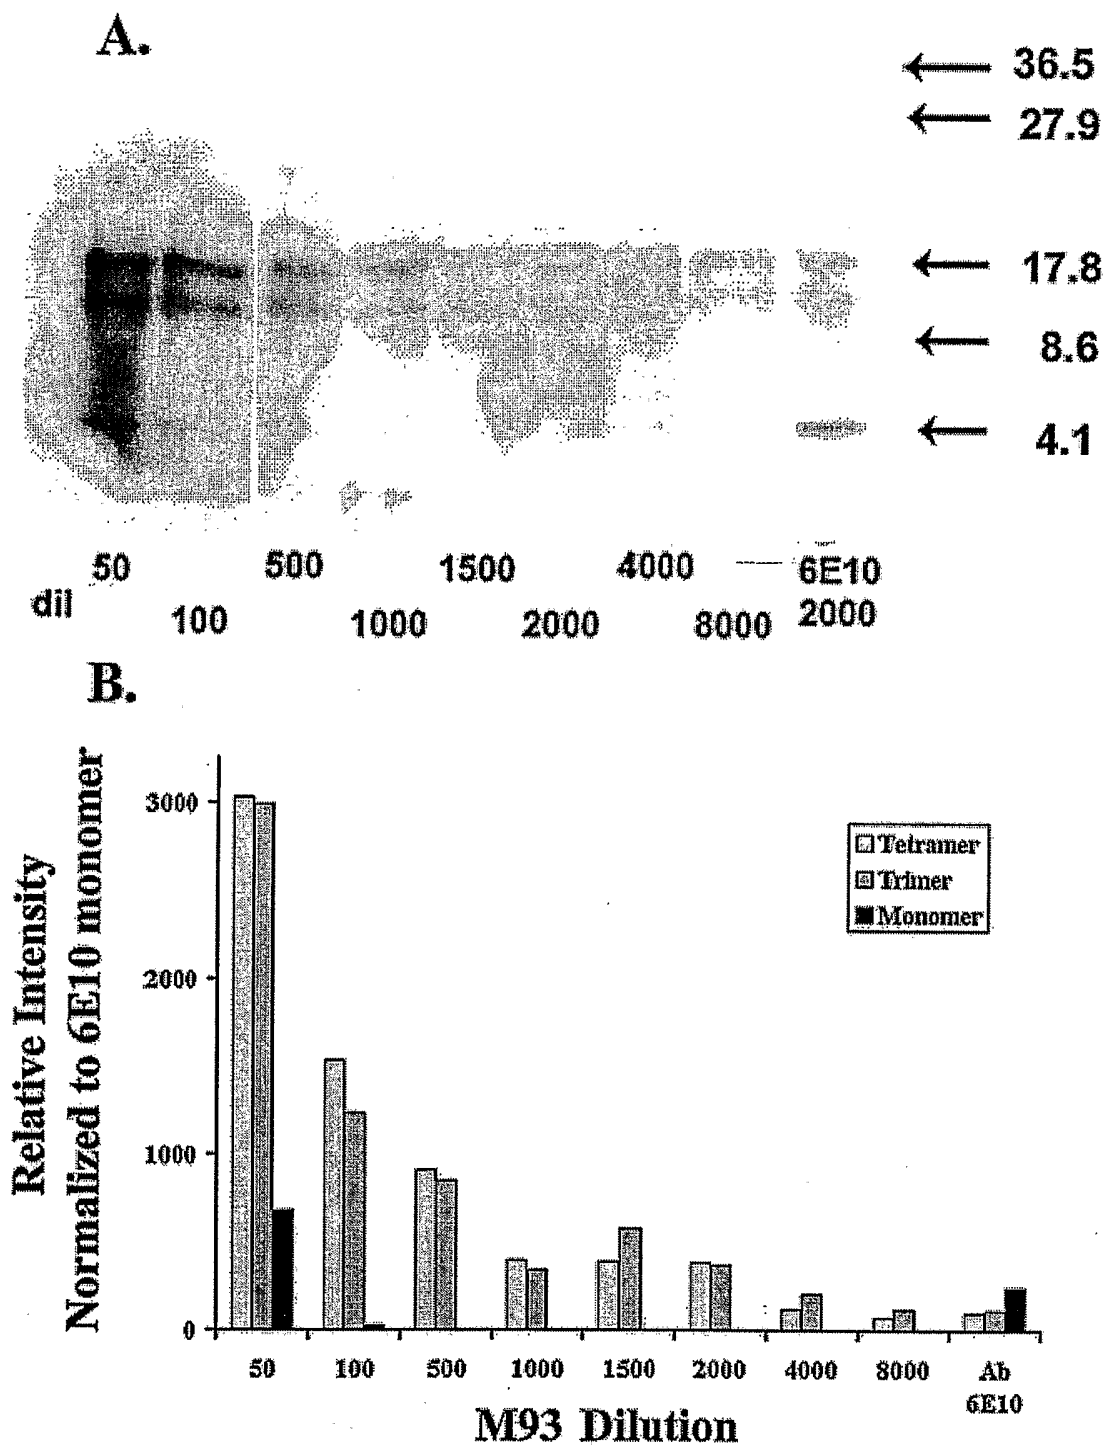 A.
36.5
27.9
17.8
8.6
4.1
50 500 1500 4000 6E10
dil 100 1000 2000 8000 2000
B.
Relative Intensity
Normalized to 6E10 monomer
3000
2000
1000
0
Tetramer
Trimer
Monomer
50 100 500 1000 1500 2000 4000 8000 Ab
6E10
M93 Dilution